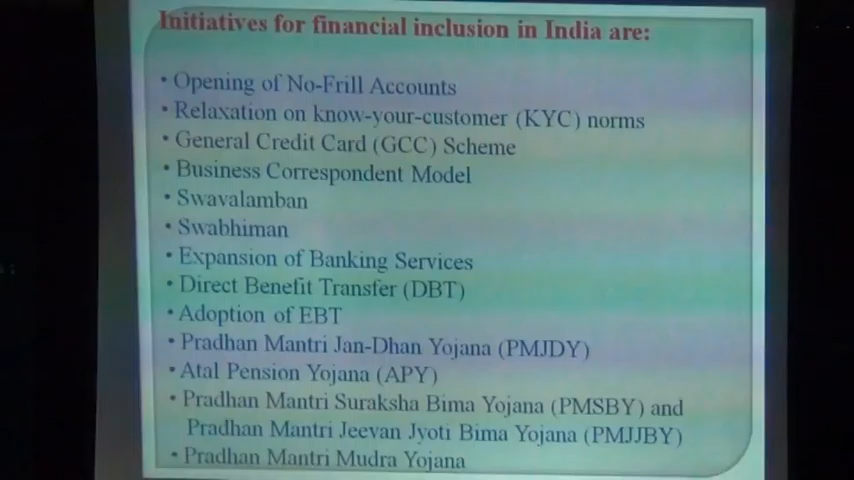 Initiatives for financial inclusion in India are:
• Opening of No-Frill Accounts
• Relaxation on know-your-customer (KYC) norms
• General Credit Card (GCC) Scheme
• Business Correspondent Model
• Swavalamban
• Swabhiman
• Expansion of Banking Services
• Direct Benefit Transfer (DBT)
• Adoption of EBT
• Pradhan Mantri Jan-Dhan Yojana (PMJDY)
• Atal Pension Yojana (APY)
• Pradhan Mantri Suraksha Bima Yojana (PMSBY) and
Pradhan Mantri Jeevan Jyoti Bima Yojana (PMJJBY)
• Pradhan Mantri Mudra Yojana